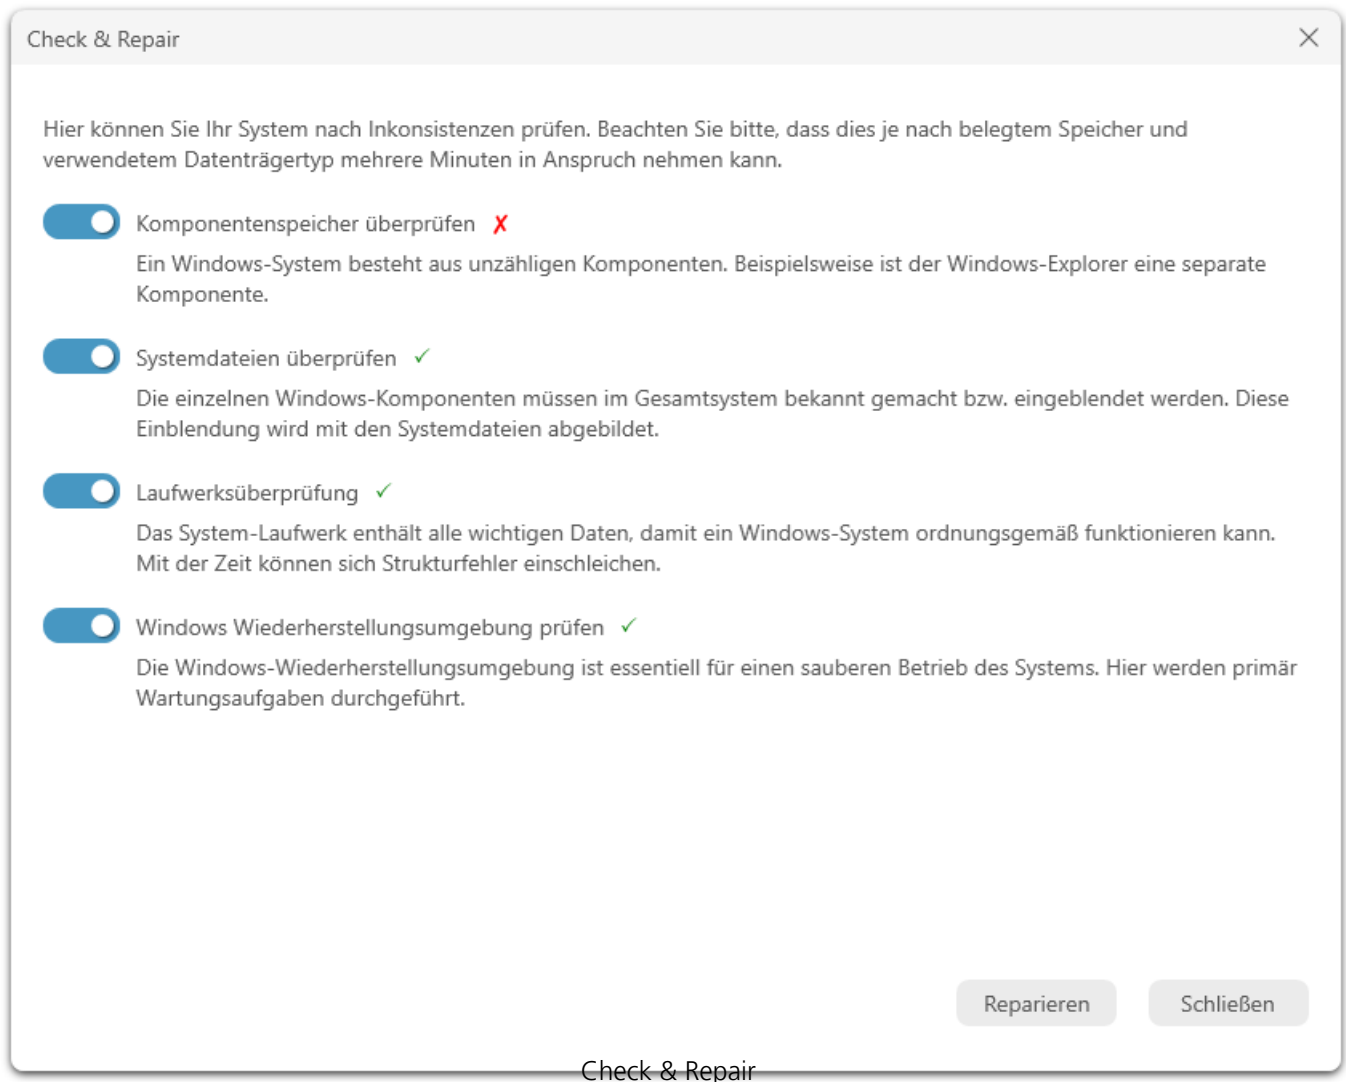 Check & Repair
Hier können Sie Ihr System nach Inkonsistenzen prüfen. Beachten Sie bitte, dass dies je nach belegtem Speicher und
verwendetem Datenträgertyp mehrere Minuten in Anspruch nehmen kann.
Komponentenspeicher überprüfen ✗
Ein Windows-System besteht aus unzähligen Komponenten. Beispielsweise ist der Windows-Explorer eine separate
Komponente.
Systemdateien überprüfen ✓
Die einzelnen Windows-Komponenten müssen im Gesamtsystem bekannt gemacht bzw. eingeblendet werden. Diese
Einblendung wird mit den Systemdateien abgebildet.
Laufwerksüberprüfung ✓
Das System-Laufwerk enthält alle wichtigen Daten, damit ein Windows-System ordnungsgemäß funktionieren kann.
Mit der Zeit können sich Strukturfehler einschleichen.
Windows Wiederherstellungsumgebung prüfen ✓
Die Windows-Wiederherstellungsumgebung ist essentiell für einen sauberen Betrieb des Systems. Hier werden primär
Wartungsaufgaben durchgeführt.
Reparieren
Schließen
Check & Repair